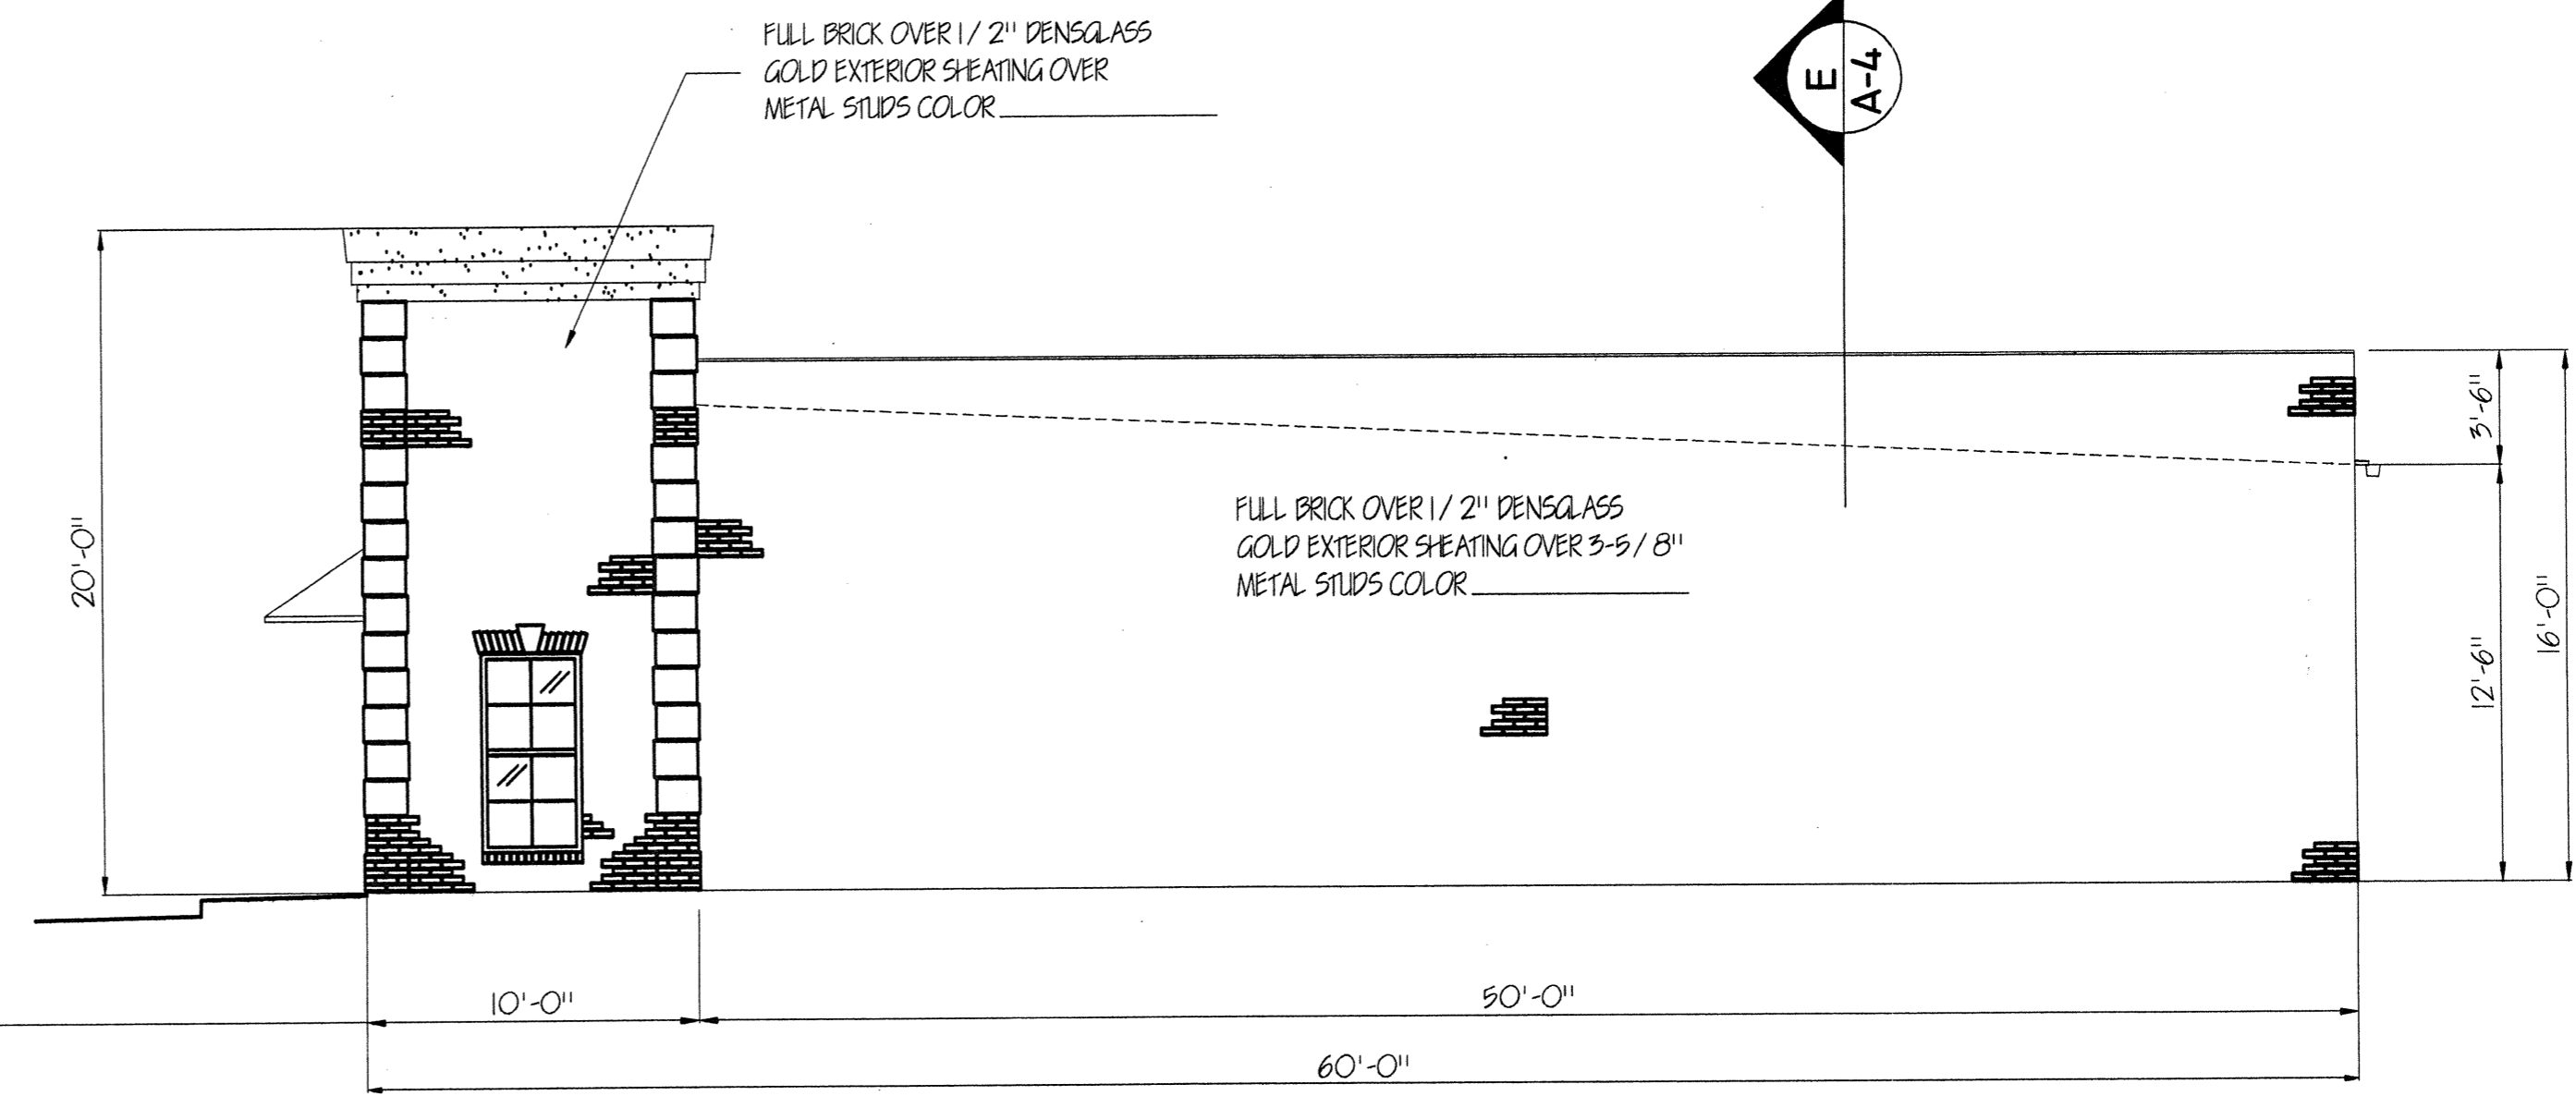 FULL BRICK OVER 1/2" DENSGLASS
GOLD EXTERIOR SHEATING OVER
METAL STUDS COLOR
E
A-4
20'-0"
3'-6"
16'-0"
12'-6"
FULL BRICK OVER 1/2" DENSGLASS
GOLD EXTERIOR SHEATING OVER 3-5/8"
METAL STUDS COLOR
10'-0"
50'-0"
60'-0"